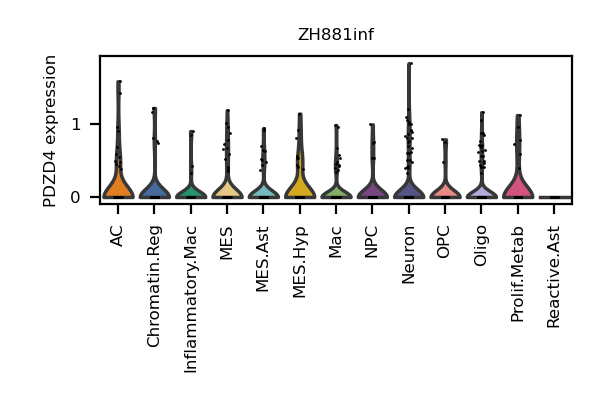 ZH881inf
PDZD4 expression
1
0
AC
Chromatin.Reg
Inflammatory.Mac
MES
MES.Ast
MES.Hyp
Mac
NPC
Neuron
OPC
Oligo
Prolif.Metab
Reactive.Ast